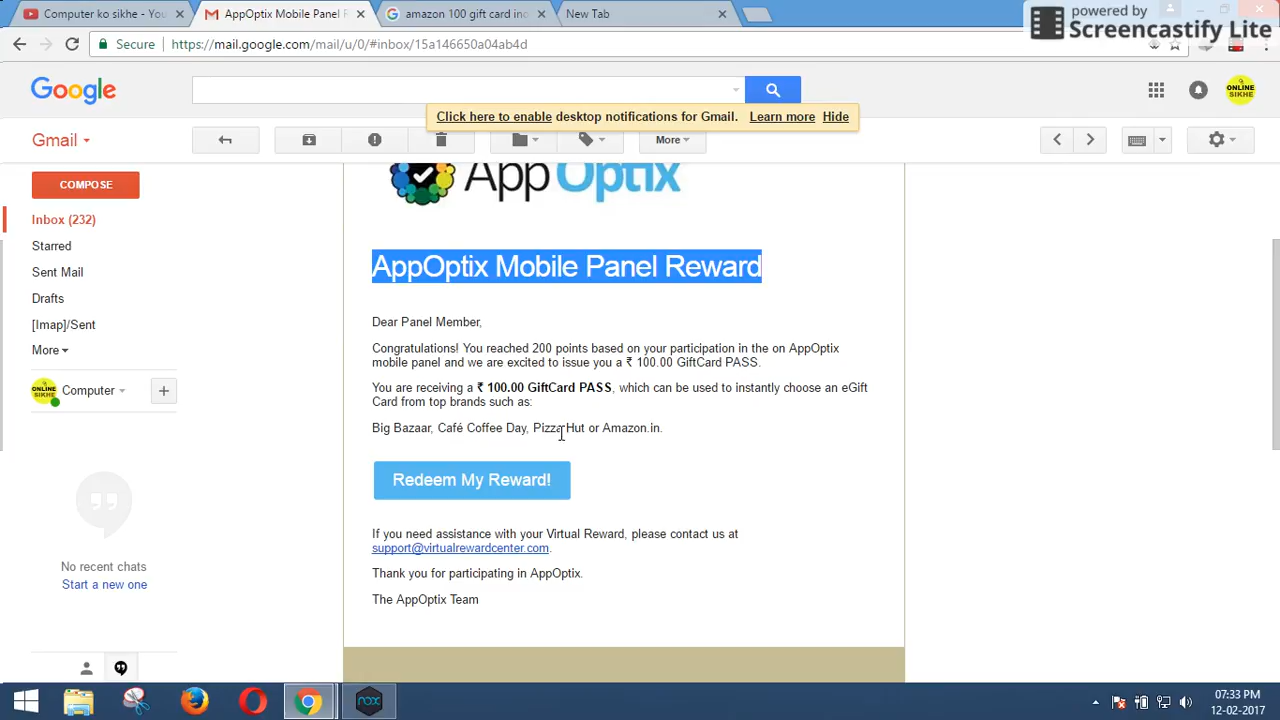 Computer ko sikhe - You
AppOptix Mobile Panel R
amazon 100 gift card inc
New Tab
powered by
Screencastify Lite
Secure
https://mail.google.com/mail/u/0/#inbox/15a146650a04ab4d
Google
ONLINE SIKHE
Click here to enable desktop notifications for Gmail. Learn more Hide
Gmail
More
COMPOSE
Inbox (232)
Starred
Sent Mail
Drafts
[Imap]/Sent
More
ONLINE SIKHE
Computer
No recent chats
Start a new one
App Optix
AppOptix Mobile Panel Reward
Dear Panel Member,
Congratulations! You reached 200 points based on your participation in the on AppOptix
mobile panel and we are excited to issue you a ₹ 100.00 GiftCard PASS.
You are receiving a ₹ 100.00 GiftCard PASS, which can be used to instantly choose an eGift
Card from top brands such as:
Big Bazaar, Café Coffee Day, Pizza Hut or Amazon.in.
Redeem My Reward!
If you need assistance with your Virtual Reward, please contact us at
support@virtualrewardcenter.com.
Thank you for participating in AppOptix.
The AppOptix Team
nox
07:33 PM
12-02-2017